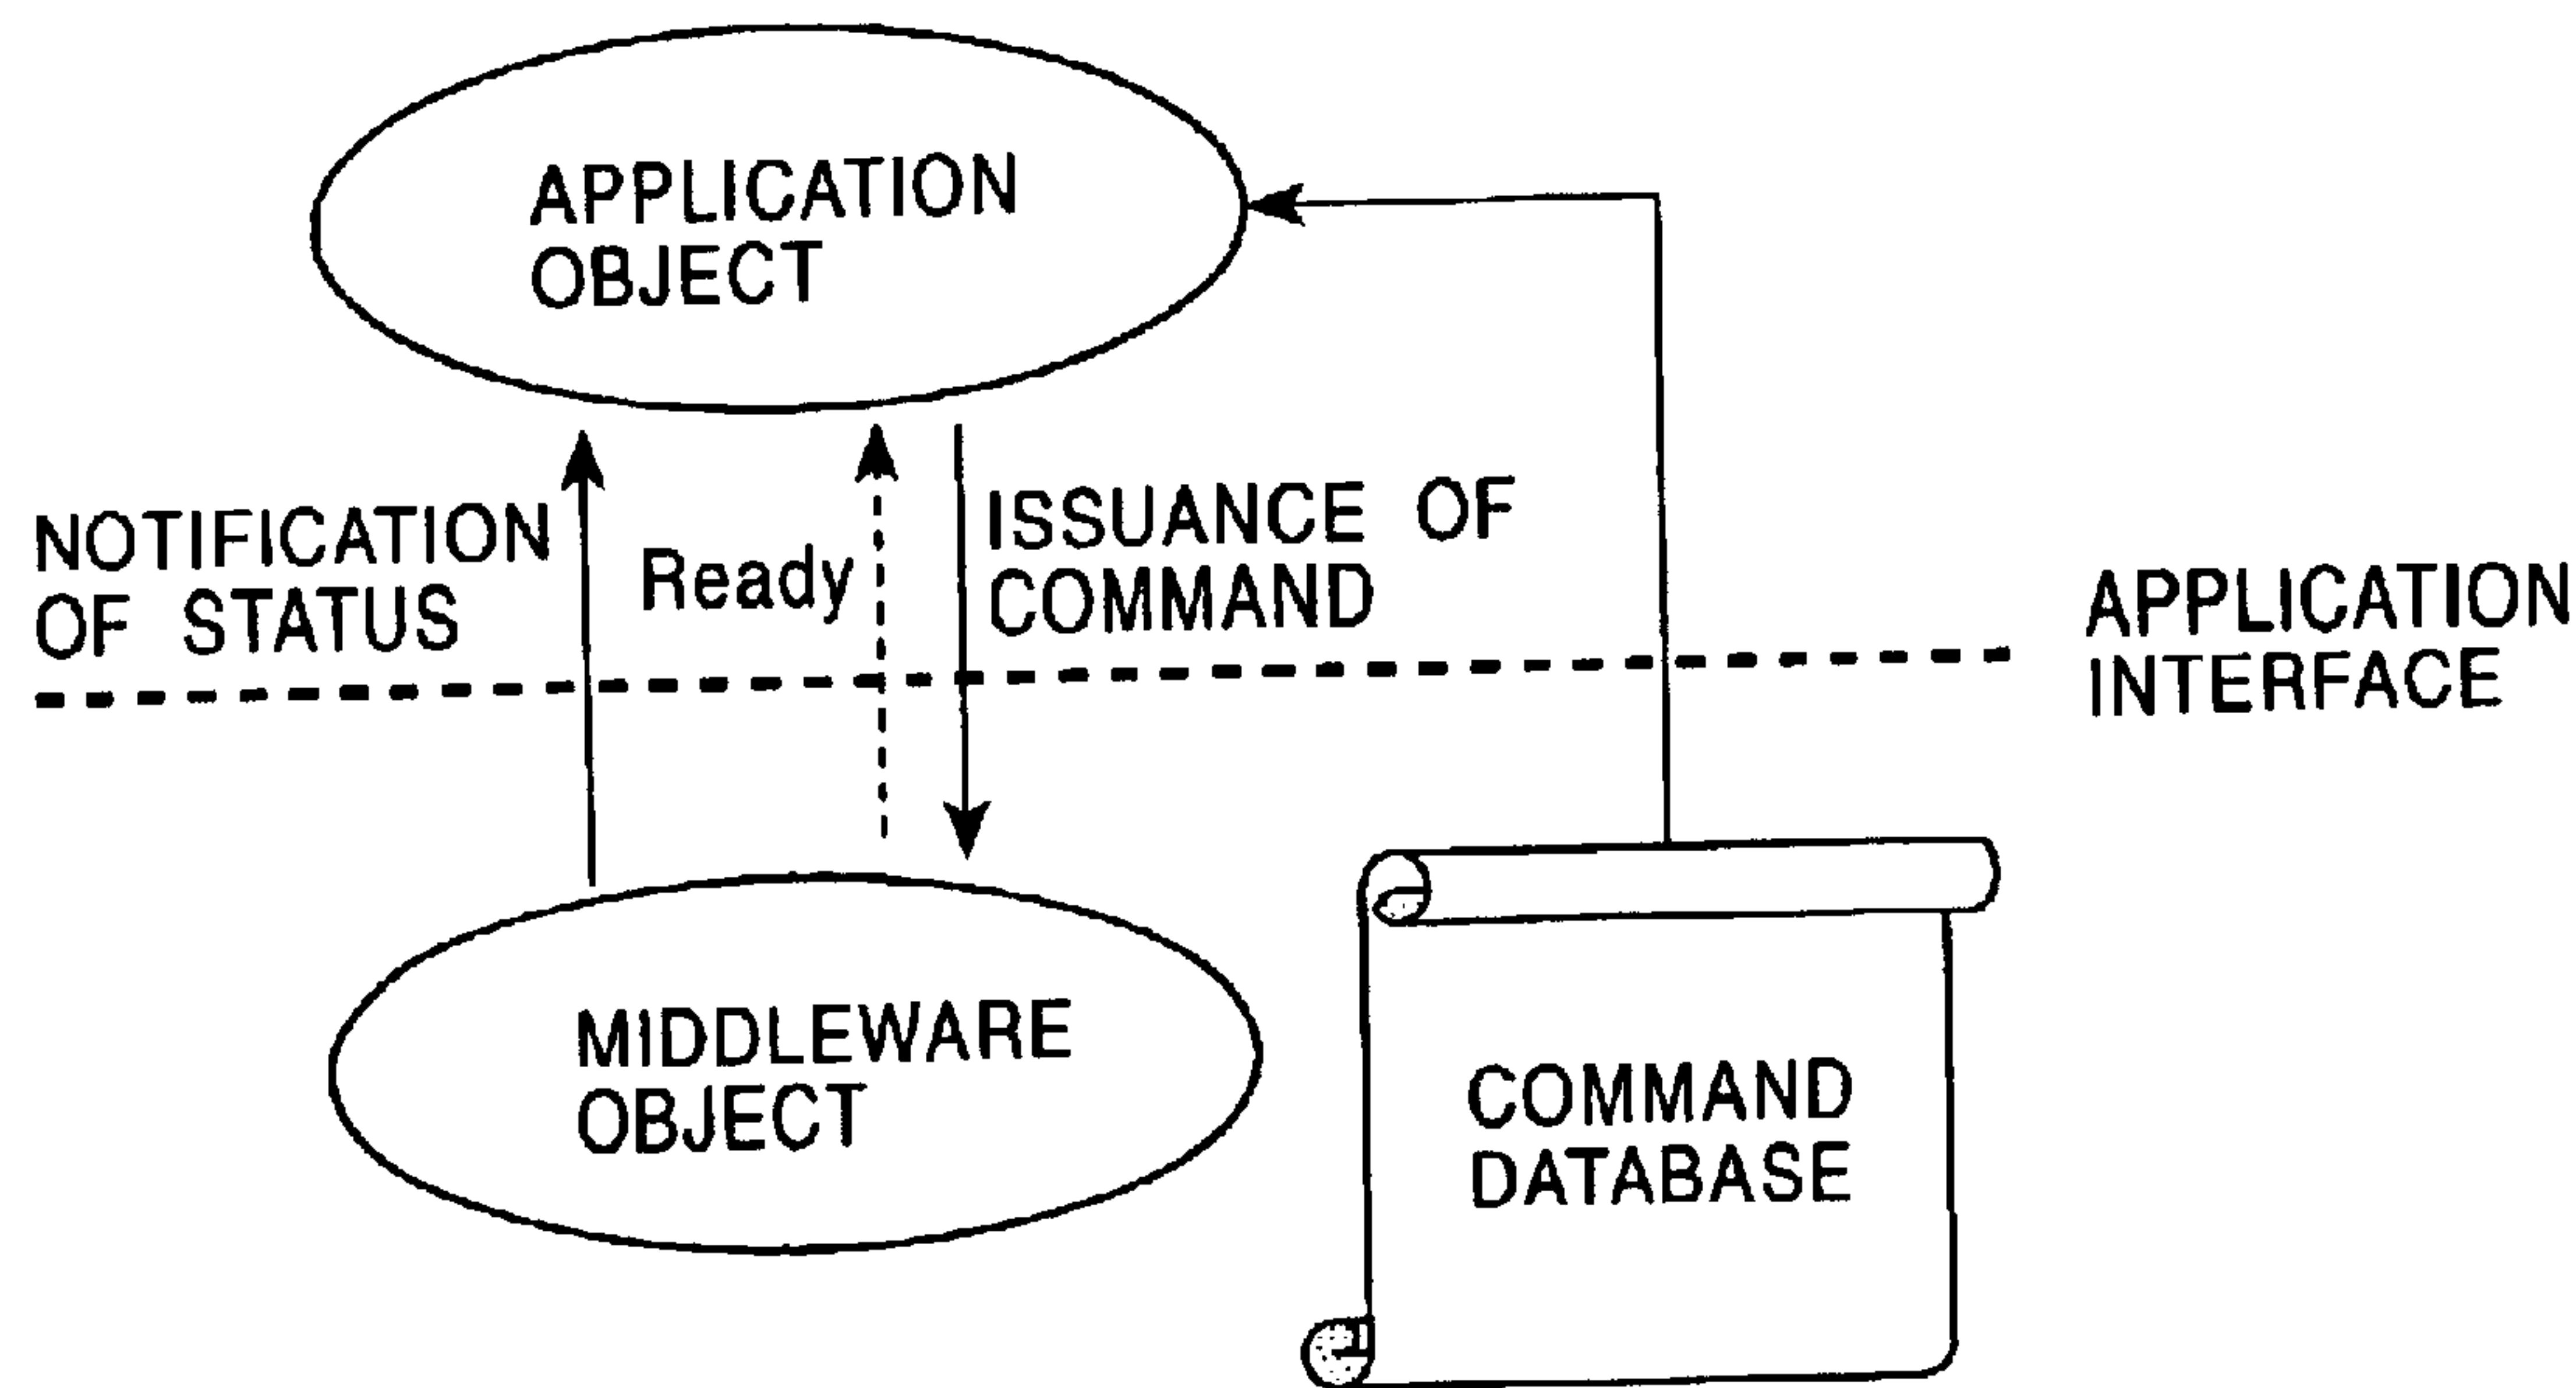 APPLICATION
OBJECT
NOTIFICATION
OF STATUS
Ready
ISSUANCE OF
COMMAND
APPLICATION
INTERFACE
MIDDLEWARE
OBJECT
COMMAND
DATABASE